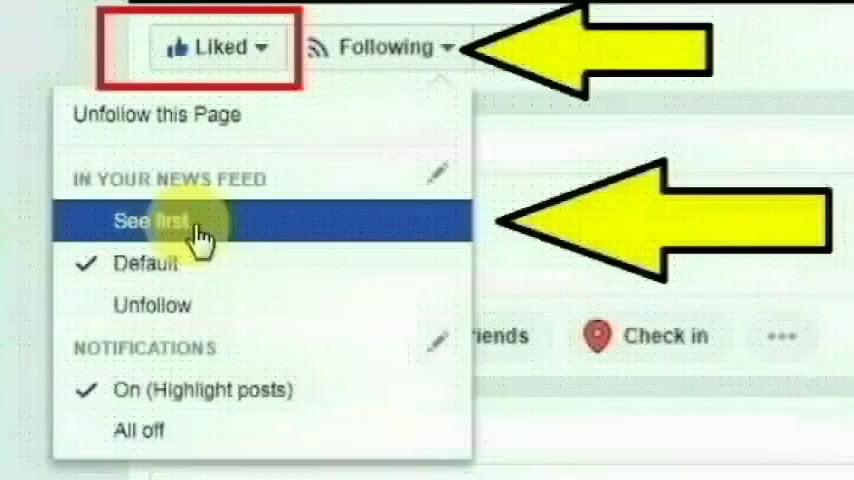 Liked Following
Unfollow this Page
IN YOUR NEWS FEED
See first
Default
Unfollow
riends Check in
NOTIFICATIONS
On (Highlight posts)
All off